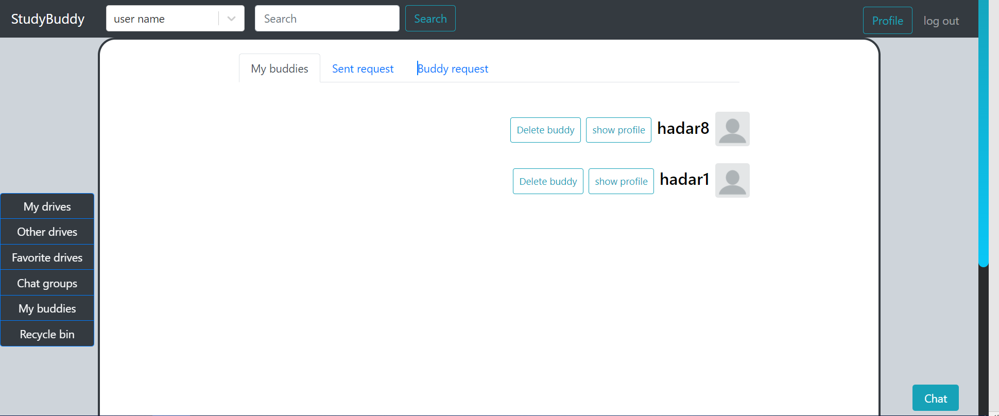 StudyBuddy user name Search Search Profile log out
My buddies Sent request Buddy request
Delete buddy show profile hadar8
Delete buddy show profile hadar1
My drives
Other drives
Favorite drives
Chat groups
My buddies
Recycle bin
Chat